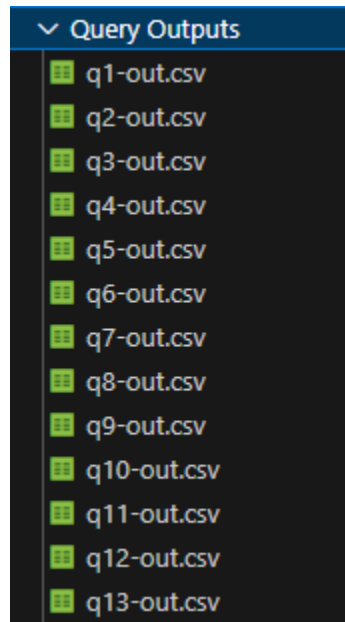 Query Outputs
q1-out.csv
q2-out.csv
q3-out.csv
q4-out.csv
q5-out.csv
q6-out.csv
q7-out.csv
q8-out.csv
q9-out.csv
q10-out.csv
q11-out.csv
q12-out.csv
q13-out.csv